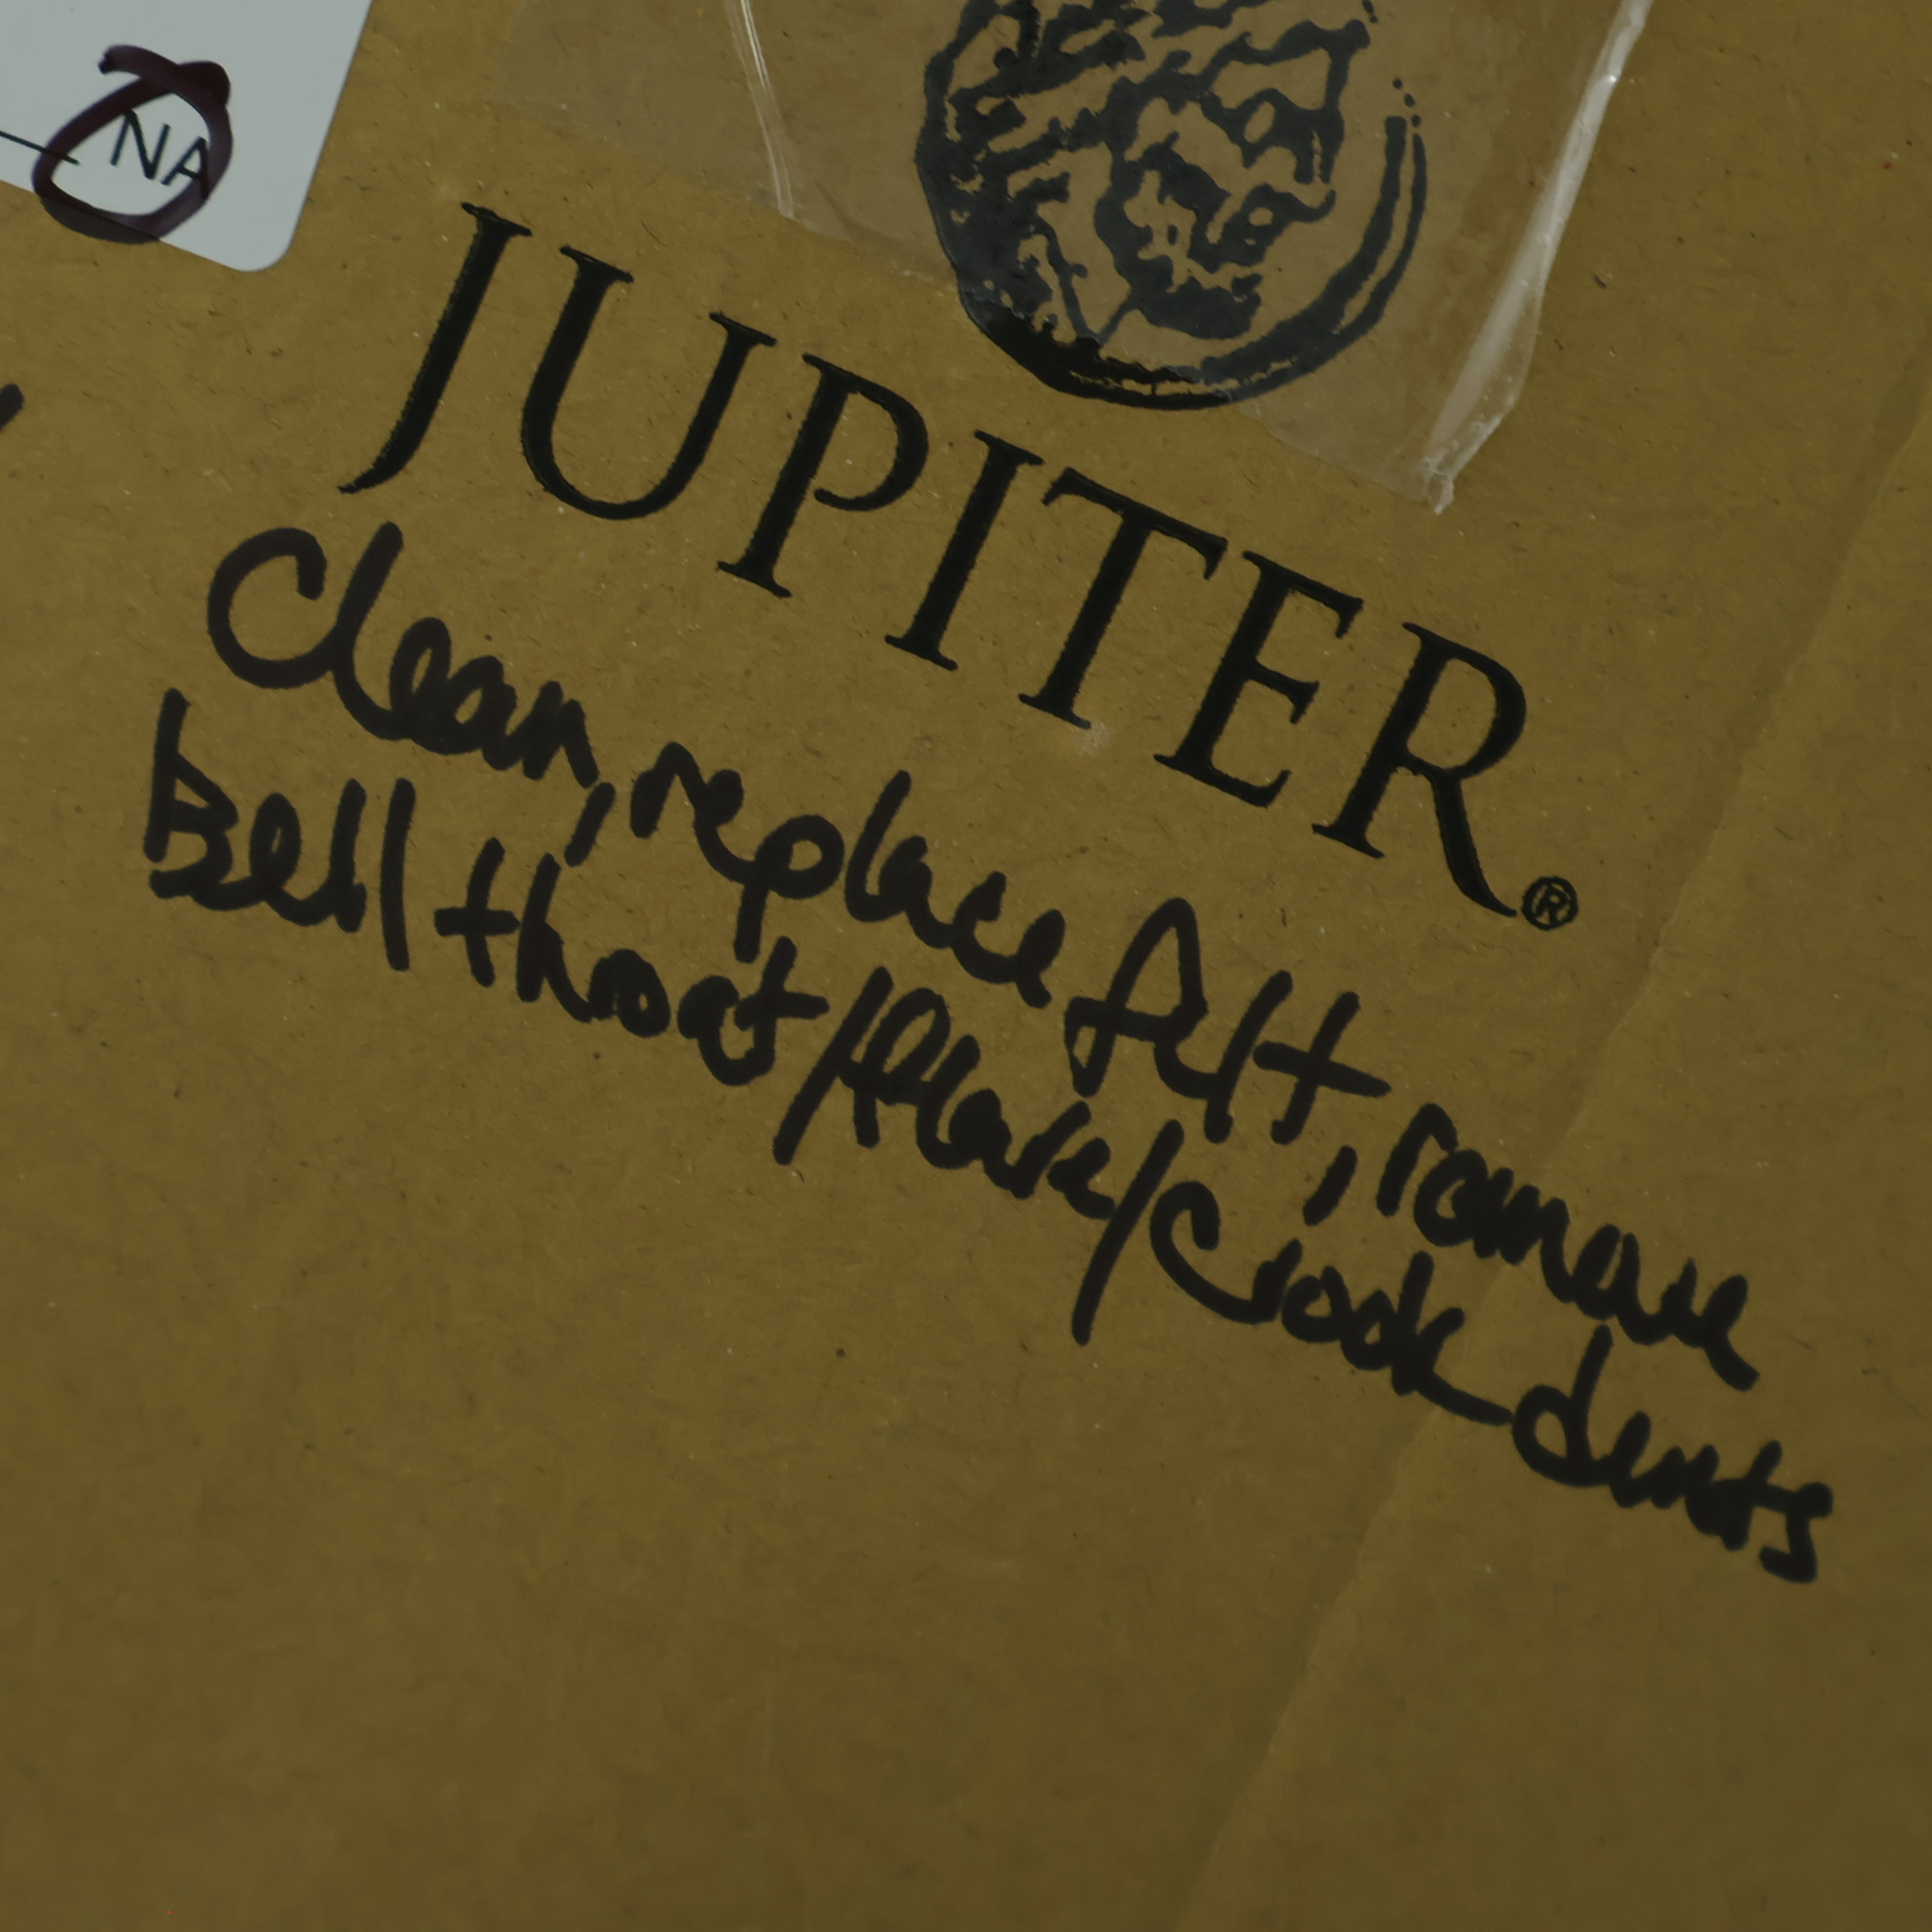 NA
JUPITER®
Clean, replace felt, remove
Bell throat/flare/crook dents